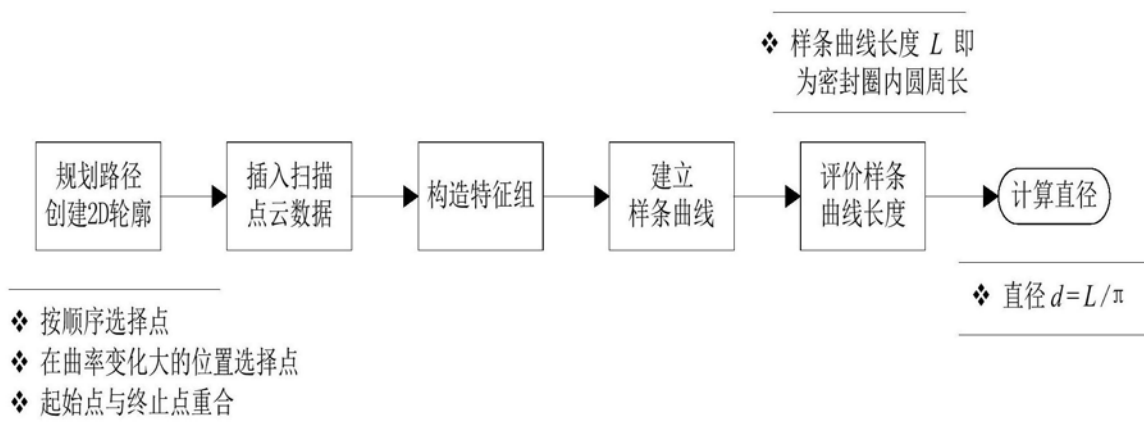 ❖ 样条曲线长度 L 即
为密封圈内圆周长
规划路径
创建2D轮廓
插入扫描
点云数据
构造特征组
建立
样条曲线
评价样条
曲线长度
计算直径
❖ 按顺序选择点
❖ 在曲率变化大的位置选择点
❖ 起始点与终止点重合
❖ 直径 d=L/π